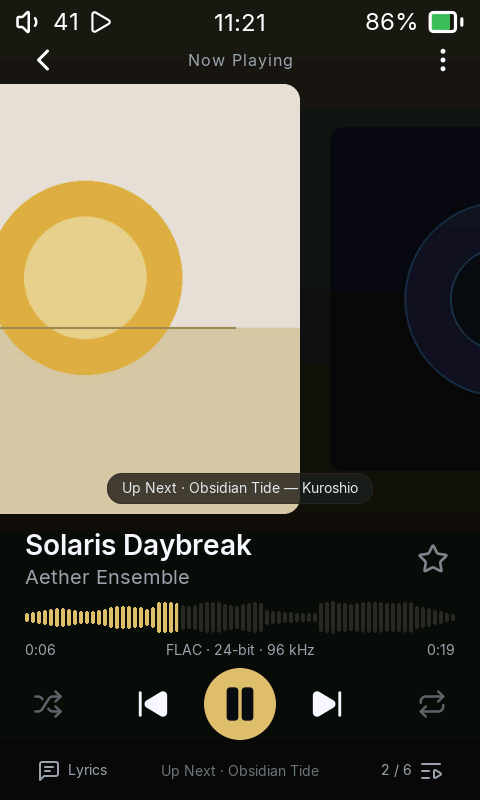 41 11:21 86%
Now Playing
Up Next · Obsidian Tide — Kuroshio
Solaris Daybreak
Aether Ensemble
0:06 FLAC · 24-bit · 96 kHz 0:19
Lyrics Up Next · Obsidian Tide 2 / 6